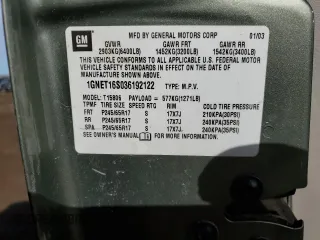 GM
MFD BY GENERAL MOTORS CORP 01/03
GVWR GAWR FRT GAWR RR
2903KG(6400LB) 1452KG(3200LB) 1542KG(3400LB)
THIS VEHICLE CONFORMS TO ALL APPLICABLE U.S. FEDERAL MOTOR
VEHICLE SAFETY STANDARDS IN EFFECT ON THE DATE OF
MANUFACTURE SHOWN ABOVE.
1GNET16S036192122 TYPE: M.P.V.
MODEL: T15806 PAYLOAD = 577KG(1271LB)
TPMF TIRE SIZE SPEED RTG RIM COLD TIRE PRESSURE
FRT P245/65R17 S 17X7J 210KPA(30PSI)
RR P245/65R17 S 17X7J 240KPA(35PSI)
SPA P245/65R17 S 17X7J 240KPA(35PSI)
SEE OWNER'S MANUAL FOR MORE INFORMATION.